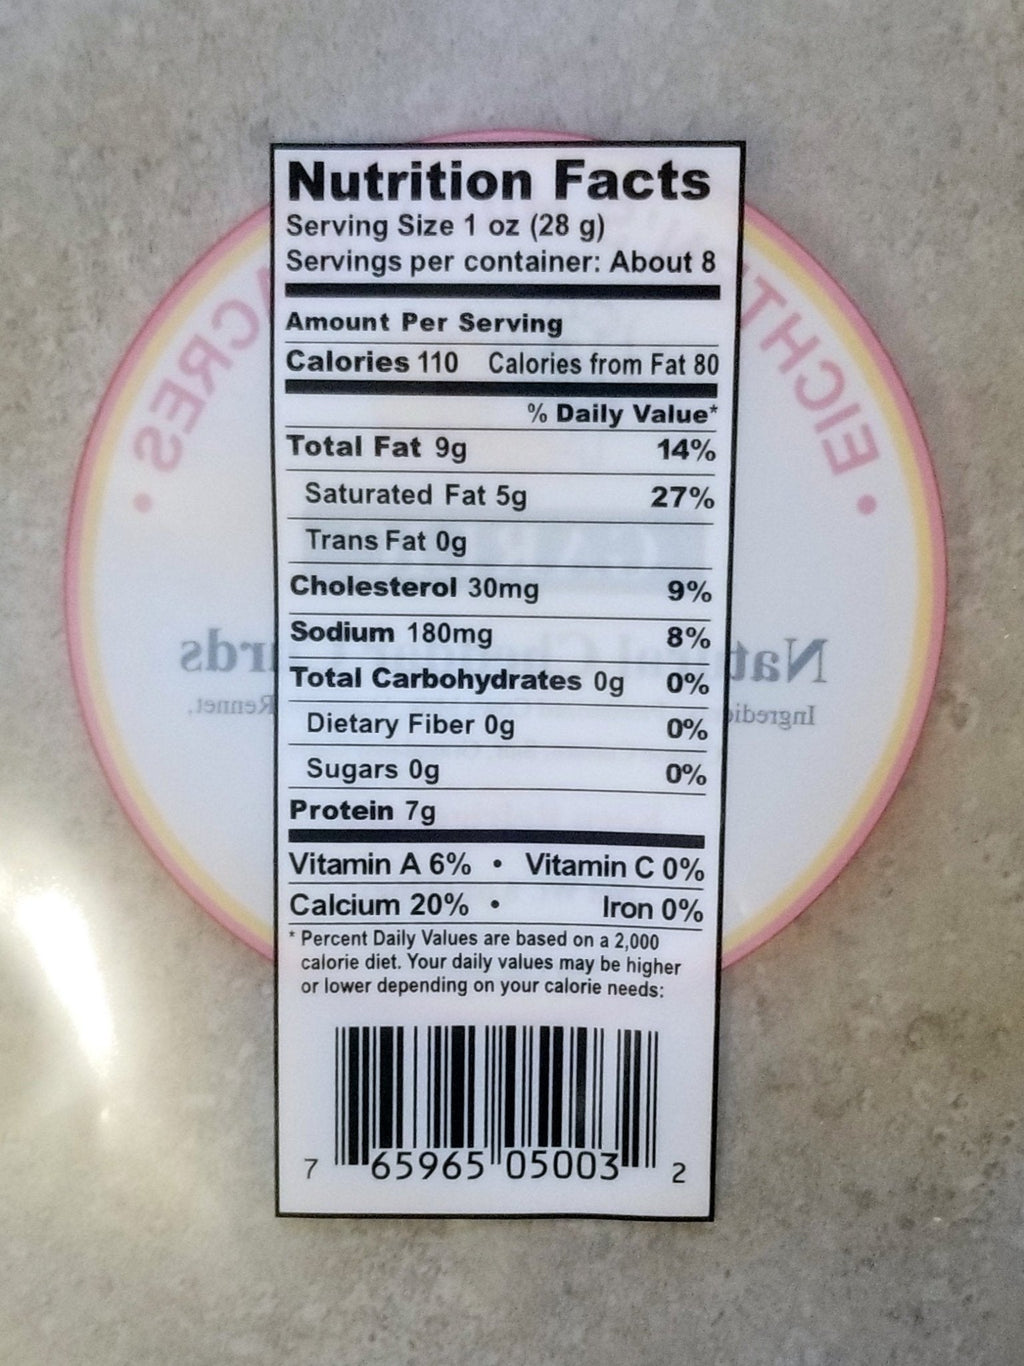 Nutrition Facts
Serving Size 1 oz (28 g)
Servings per container: About 8
Amount Per Serving
Calories 110 Calories from Fat 80
% Daily Value*
Total Fat 9g 14%
Saturated Fat 5g 27%
Trans Fat 0g
Cholesterol 30mg 9%
Sodium 180mg 8%
Total Carbohydrates 0g 0%
Dietary Fiber 0g 0%
Sugars 0g 0%
Protein 7g
Vitamin A 6% • Vitamin C 0%
Calcium 20% • Iron 0%
* Percent Daily Values are based on a 2,000
calorie diet. Your daily values may be higher
or lower depending on your calorie needs:
7 65965 05003 2
• ACRES •
Rennet.